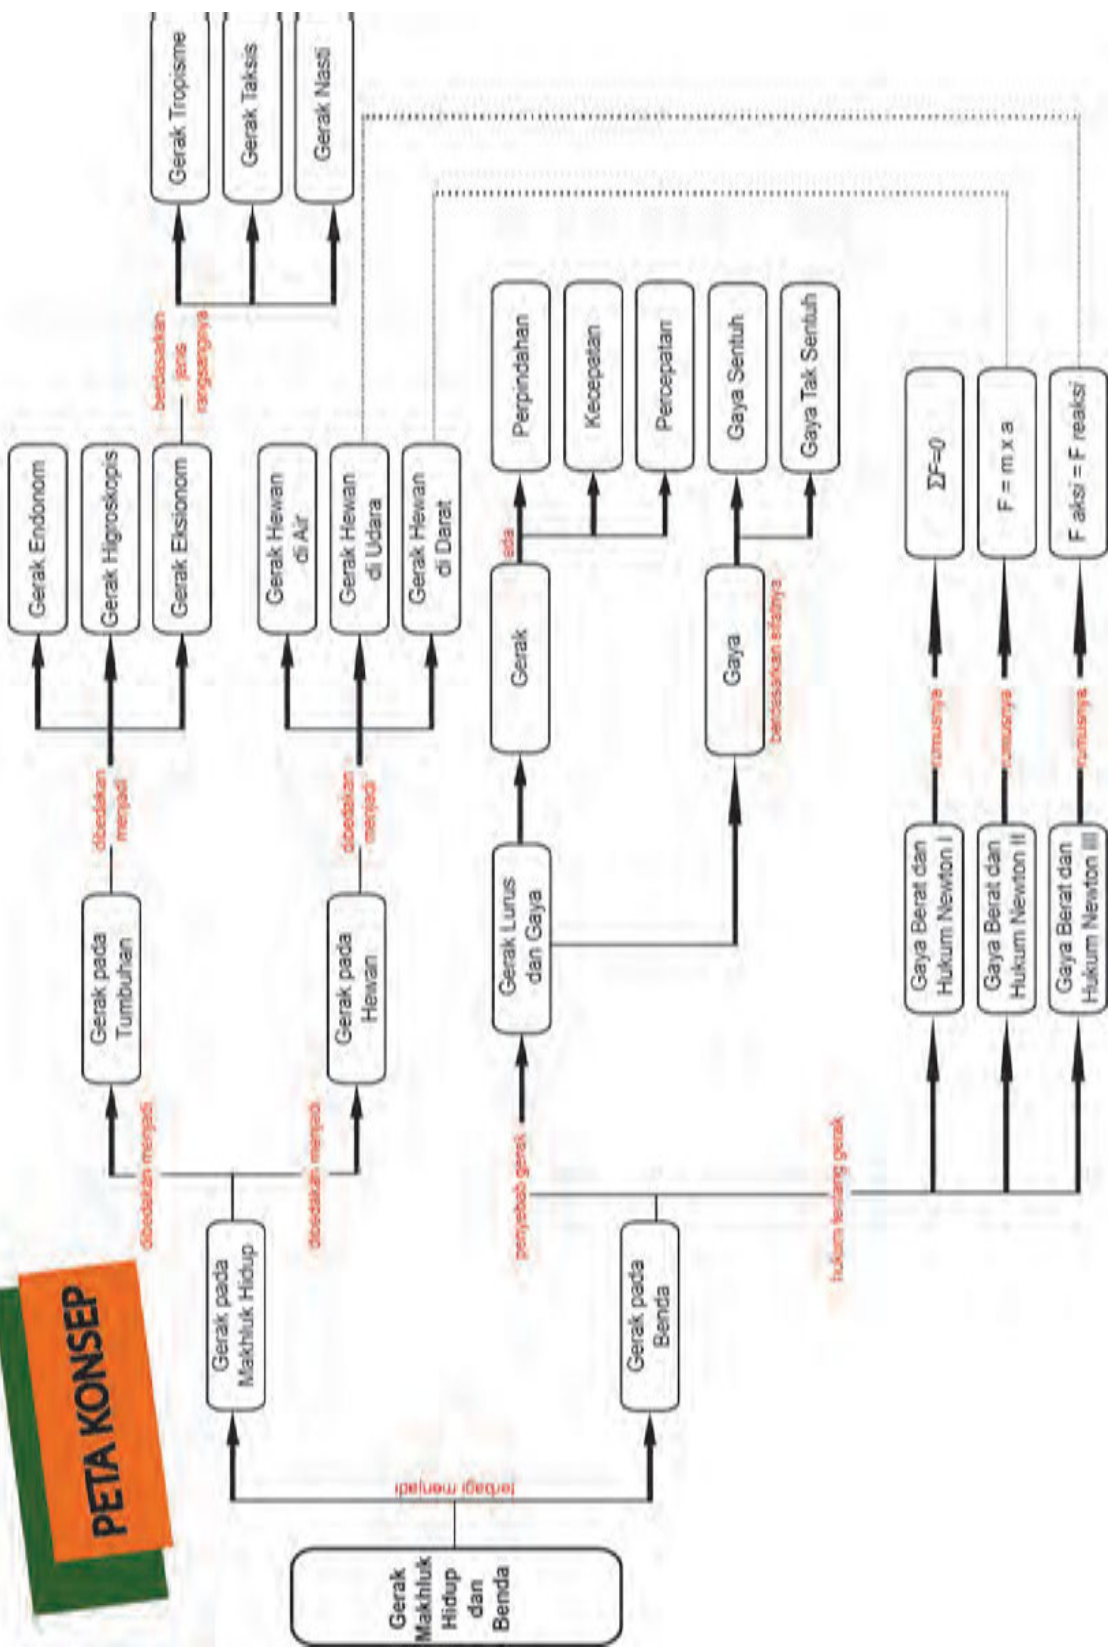 PETA KONSEP
Gerak
Makhluk
Hidup
dan
Benda
terbagi menjadi
Gerak pada
Makhluk Hidup
dibedakan menjadi
Gerak pada
Tumbuhan
dibedakan
menjadi
Gerak Endonom
Gerak Higroskopis
Gerak Eksionom
berdasarkan
jenis
rangsangnya
Gerak Tropisme
Gerak Taksis
Gerak Nasti
dibedakan menjadi
Gerak pada
Hewan
dibedakan
menjadi
Gerak Hewan
di Air
Gerak Hewan
di Udara
Gerak Hewan
di Darat
Gerak pada
Benda
penyebab gerak
Gerak Lurus
dan Gaya
Gerak
ada
Perpindahan
Kecepatan
Percepatan
Gaya
berdasarkan sifatnya
Gaya Sentuh
Gaya Tak Sentuh
hukum tentang gerak
Gaya Berat dan
Hukum Newton I
rumusnya
ΣF=0
Gaya Berat dan
Hukum Newton II
rumusnya
F = m x a
Gaya Berat dan
Hukum Newton III
rumusnya
F aksi = F reaksi